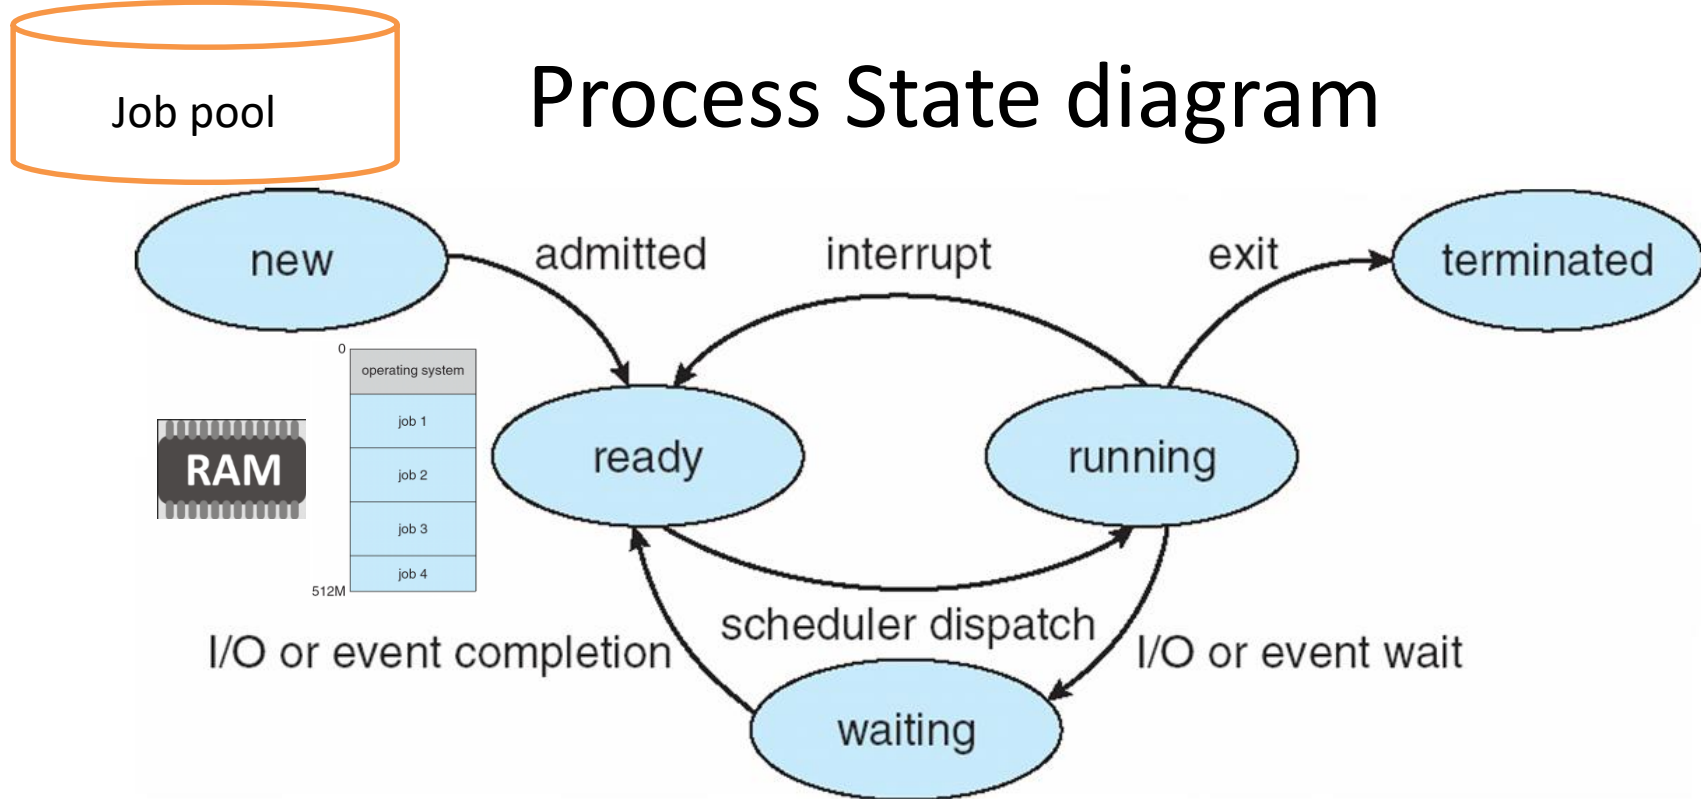 Job pool
Process State diagram
new
admitted
interrupt
exit
terminated
0
operating system
job 1
job 2
job 3
job 4
512M
RAM
ready
running
scheduler dispatch
I/O or event completion
I/O or event wait
waiting